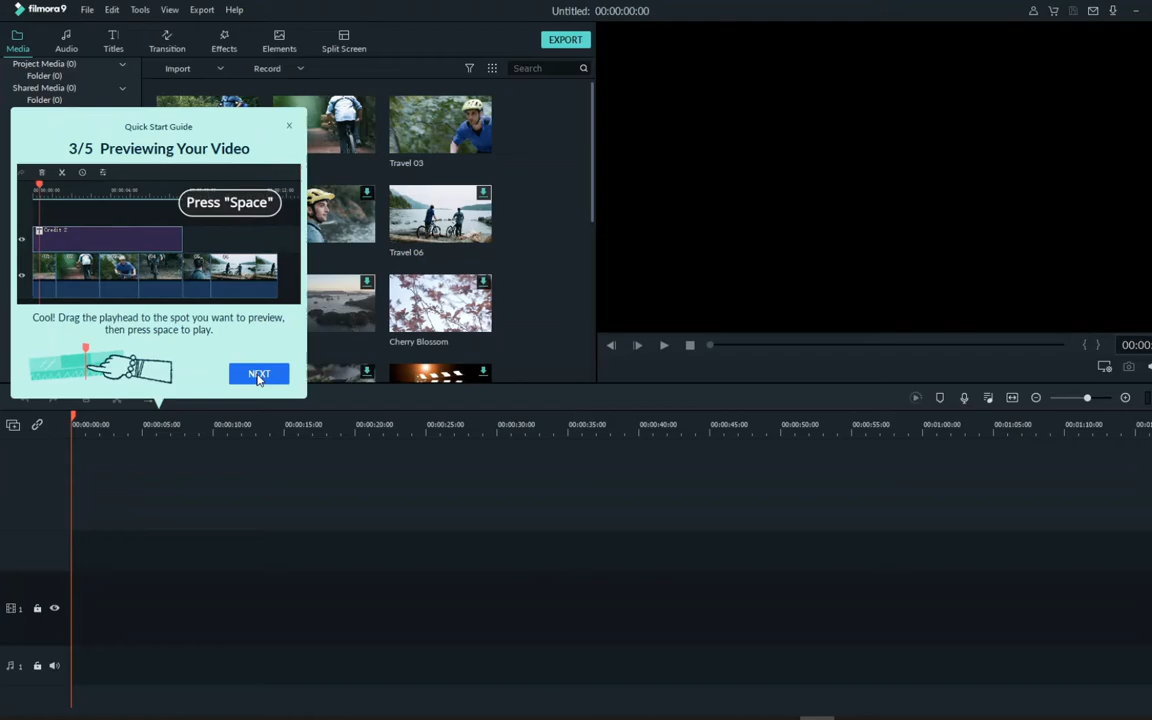 filmora9 File Edit Tools View Export Help Untitled: 00:00:00:00
Media Audio Titles Transition Effects Elements Split Screen EXPORT
Project Media (0)
Folder (0)
Shared Media (0)
Folder (0)
Import Record Search
Travel 03
Travel 06
Cherry Blossom
Quick Start Guide
3/5 Previewing Your Video
Press "Space"
Credit 2
Cool! Drag the playhead to the spot you want to preview,
then press space to play.
NEXT
00:00:00:00 00:00:05:00 00:00:10:00 00:00:15:00 00:00:20:00 00:00:25:00 00:00:30:00 00:00:35:00 00:00:40:00 00:00:45:00 00:00:50:00 00:00:55:00 00:01:00:00 00:01:05:00 00:01:10:00
1
1